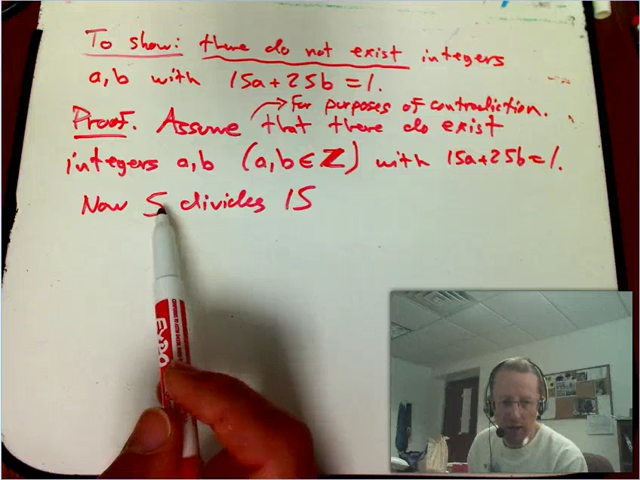 To show: there do not exist integers
a,b with 15a+25b=1.
For purposes of contradiction.
Proof. Assume that there do exist
integers a,b (a,b∈ℤ) with 15a+25b=1.
Now 5 divides 15
EXPO